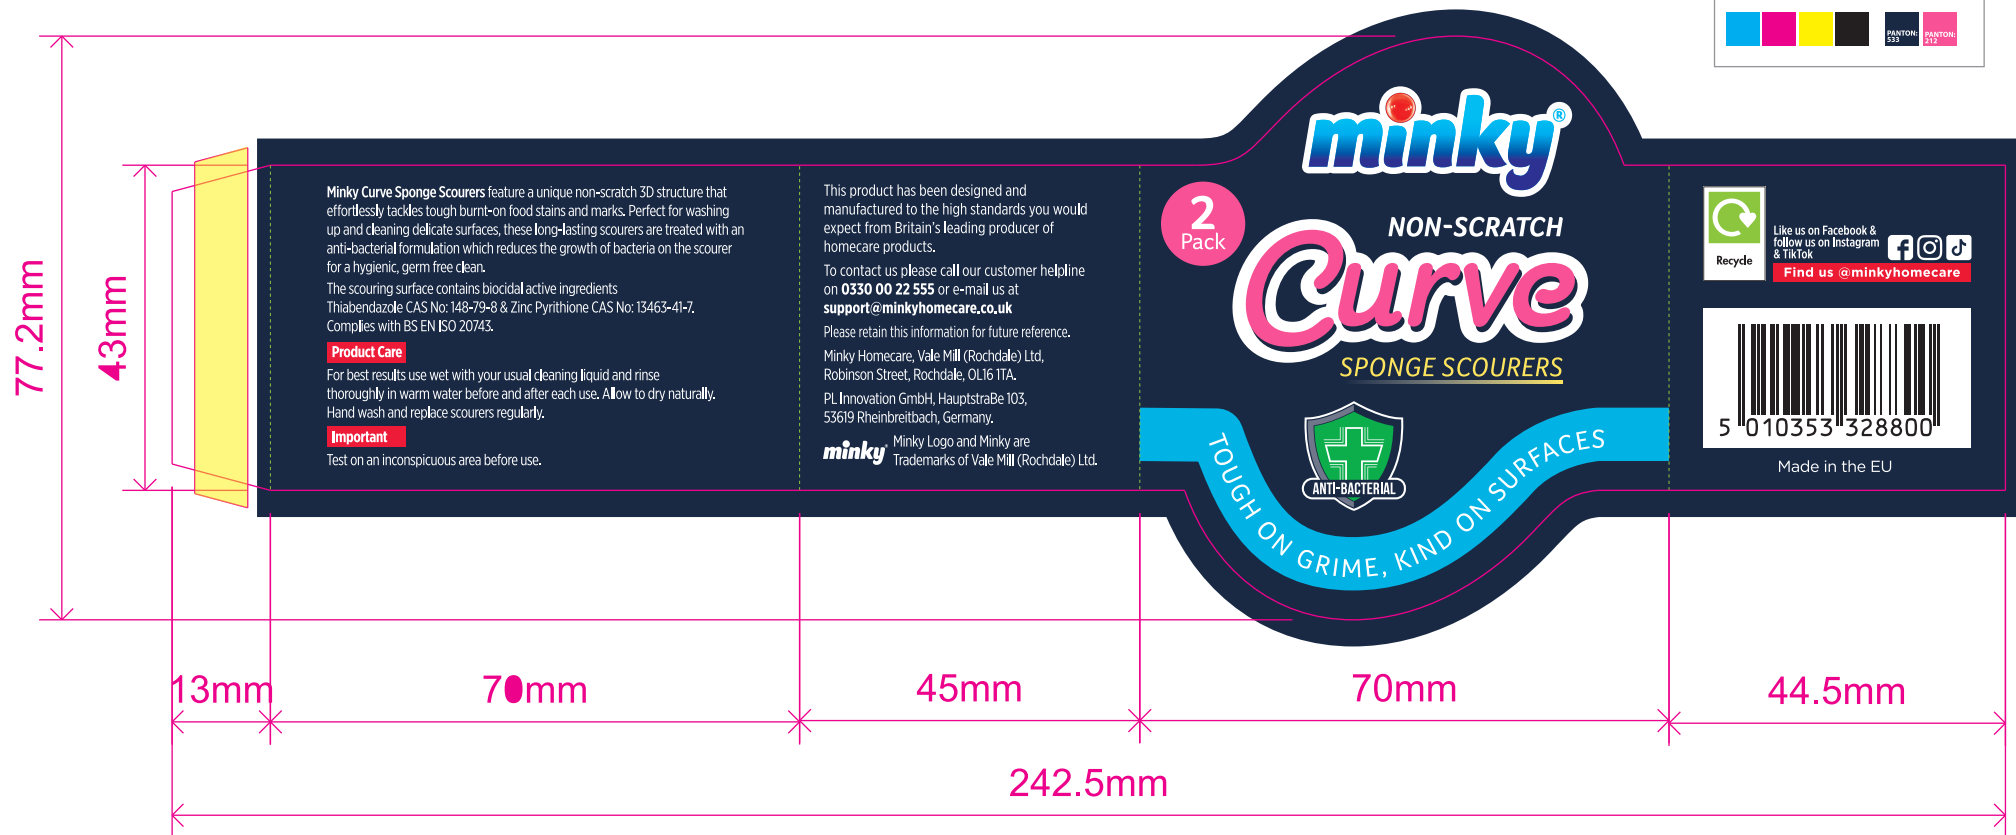 PANTON:
533
PANTON:
212
77.2mm
43mm
Minky Curve Sponge Scourers feature a unique non-scratch 3D structure that
effortlessly tackles tough burnt-on food stains and marks. Perfect for washing
up and cleaning delicate surfaces, these long-lasting scourers are treated with an
anti-bacterial formulation which reduces the growth of bacteria on the scourer
for a hygienic, germ free clean.
The scouring surface contains biocidal active ingredients
Thiabendazole CAS No: 148-79-8 & Zinc Pyrithione CAS No: 13463-41-7.
Complies with BS EN ISO 20743.
Product Care
For best results use wet with your usual cleaning liquid and rinse
thoroughly in warm water before and after each use. Allow to dry naturally.
Hand wash and replace scourers regularly.
Important
Test on an inconspicuous area before use.
This product has been designed and
manufactured to the high standards you would
expect from Britain's leading producer of
homecare products.
To contact us please call our customer helpline
on 0330 00 22 555 or e-mail us at
support@minkyhomecare.co.uk
Please retain this information for future reference.
Minky Homecare, Vale Mill (Rochdale) Ltd,
Robinson Street, Rochdale, OL16 1TA.
PL Innovation GmbH, HauptstraBe 103,
53619 Rheinbreitbach, Germany.
minky
Minky Logo and Minky are
Trademarks of Vale Mill (Rochdale) Ltd.
minky®
2
Pack
NON-SCRATCH
Curve
SPONGE SCOURERS
ANTI-BACTERIAL
TOUGH ON GRIME, KIND ON SURFACES
Recycle
Like us on Facebook &
follow us on Instagram
& TikTok
Find us @minkyhomecare
5 010353 328800
Made in the EU
13mm
70mm
45mm
70mm
44.5mm
242.5mm